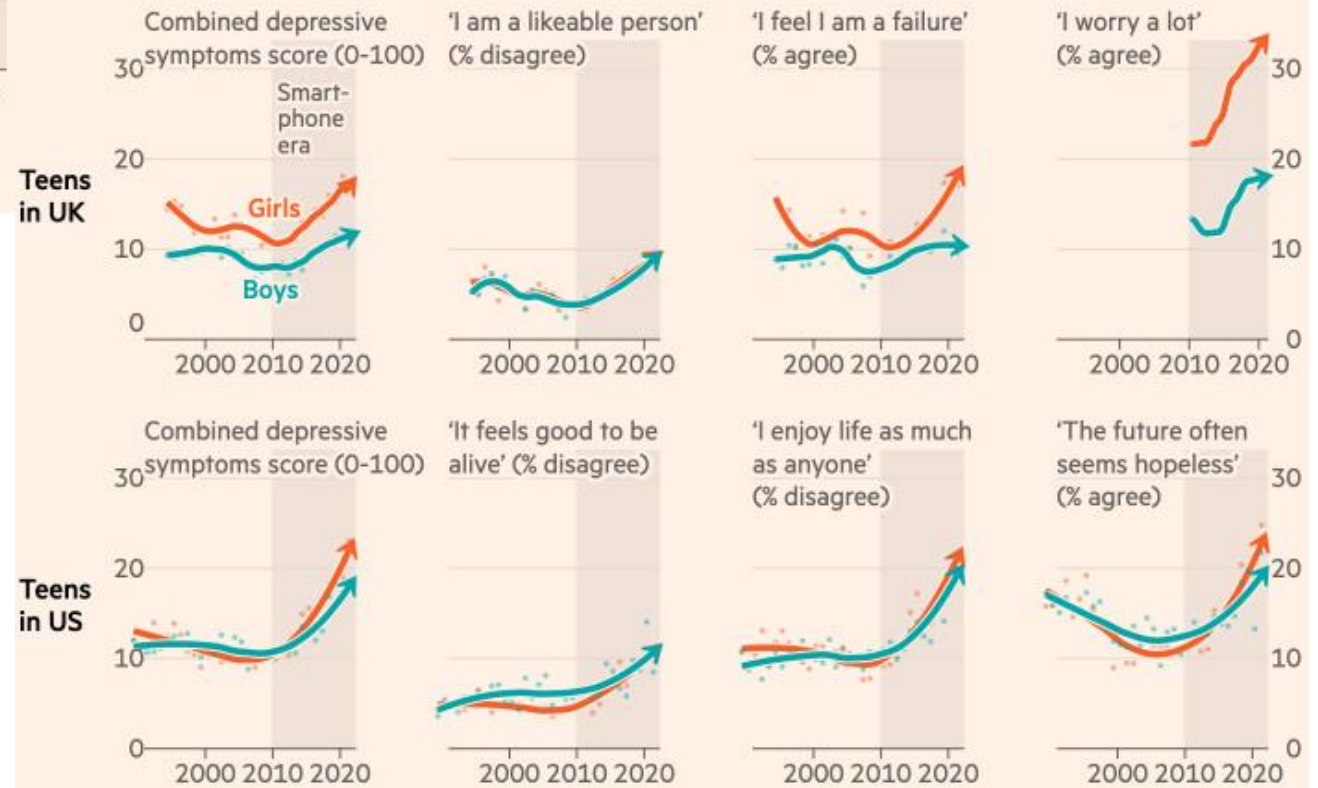 Combined depressive
symptoms score (0-100)
‘I am a likeable person’
(% disagree)
‘I feel I am a failure’
(% agree)
‘I worry a lot’
(% agree)
30
Smart-
phone
era
30
20
20
Teens
in UK
Girls
10
10
Boys
0
0
2000 2010 2020
2000 2010 2020
2000 2010 2020
2000 2010 2020
Combined depressive
symptoms score (0-100)
‘It feels good to be
alive’ (% disagree)
‘I enjoy life as much
as anyone’
(% disagree)
‘The future often
seems hopeless’
(% agree)
30
30
20
20
Teens
in US
10
10
0
0
2000 2010 2020
2000 2010 2020
2000 2010 2020
2000 2010 2020